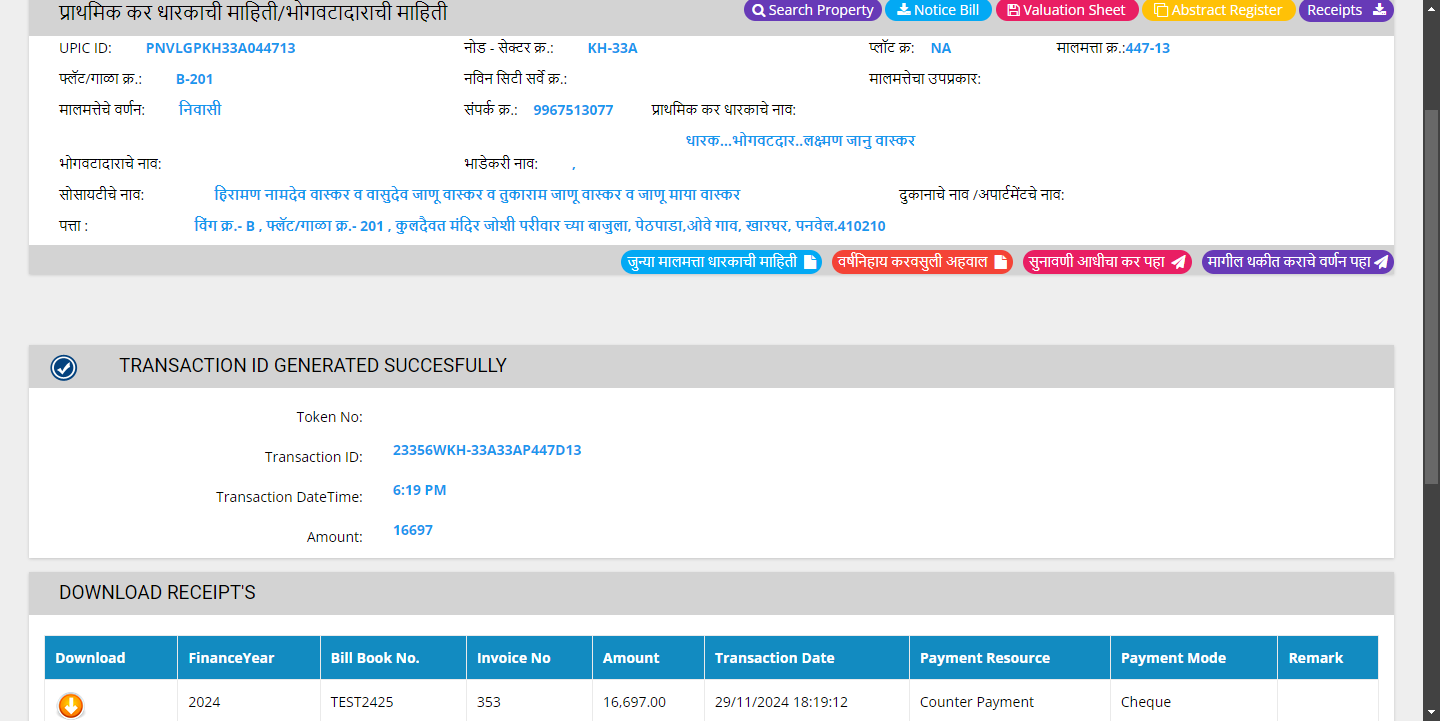 प्राथमिक कर धारकाची माहिती/भोगवटादाराची माहिती Search Property Notice Bill Valuation Sheet Abstract Register Receipts
UPIC ID: PNVLGPKH33A044713 नोड - सेक्टर क्र.: KH-33A प्लॉट क्र: NA मालमत्ता क्र.:447-13
फ्लॅट/गाळा क्र.: B-201 नविन सिटी सर्वे क्र.: मालमत्तेचा उपप्रकार:
मालमत्तेचे वर्णन: निवासी संपर्क क्र.: 9967513077 प्राथमिक कर धारकाचे नाव:
धारक...भोगवटदार..लक्ष्मण जानु वास्कर
भोगवटादाराचे नाव: भाडेकरी नाव: ,
सोसायटीचे नाव: हिरामण नामदेव वास्कर व वासुदेव जाणू वास्कर व तुकाराम जाणू वास्कर व जाणू माया वास्कर दुकानाचे नाव /अपार्टमेंटचे नाव:
पत्ता : विंग क्र.- B , फ्लॅट/गाळा क्र.- 201 , कुलदैवत मंदिर जोशी परीवार च्या बाजुला, पेठपाडा,ओवे गाव, खारघर, पनवेल.410210
जुन्या मालमत्ता धारकाची माहिती वर्षनिहाय करवसुली अहवाल सुनावणी आधीचा कर पहा मागील थकीत कराचे वर्णन पहा
TRANSACTION ID GENERATED SUCCESFULLY
Token No:
Transaction ID: 23356WKH-33A33AP447D13
Transaction DateTime: 6:19 PM
Amount: 16697
DOWNLOAD RECEIPT'S
Download FinanceYear Bill Book No. Invoice No Amount Transaction Date Payment Resource Payment Mode Remark
2024 TEST2425 353 16,697.00 29/11/2024 18:19:12 Counter Payment Cheque